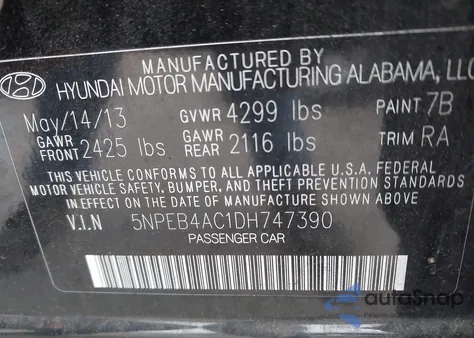 MANUFACTURED BY
HYUNDAI MOTOR MANUFACTURING ALABAMA, LLC
May/14/13 GVWR 4299 lbs PAINT 7B
GAWR FRONT 2425 lbs GAWR REAR 2116 lbs TRIM RA
THIS VEHICLE CONFORMS TO ALL APPLICABLE U.S.A. FEDERAL
MOTOR VEHICLE SAFETY, BUMPER, AND THEFT PREVENTION STANDARDS
IN EFFECT ON THE DATE OF MANUFACTURE SHOWN ABOVE.
V.I.N 5NPEB4AC1DH747390
PASSENGER CAR
autoSnap